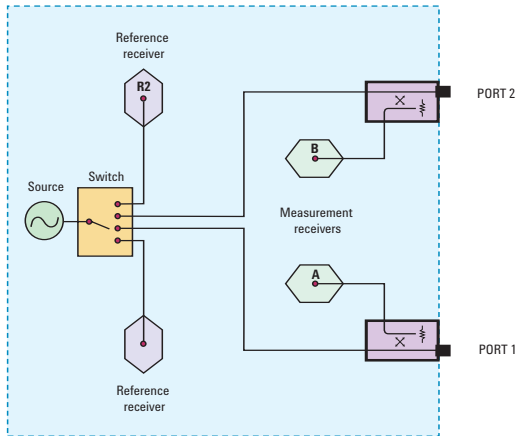 Reference
receiver
R2
PORT 2
B
Source
Switch
Measurement
receivers
A
PORT 1
Reference
receiver